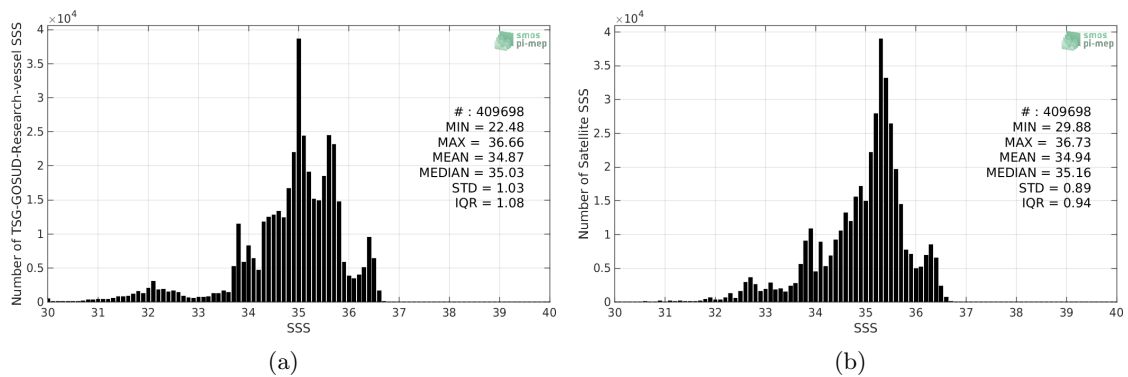 ×10⁴
4
3.5
3
2.5
2
1.5
1
0.5
0
30 31 32 33 34 35 36 37 38 39 40
SSS
Number of TSG-GOSUD-Research-vessel SSS
smos
pi-mep
# : 409698
MIN = 22.48
MAX = 36.66
MEAN = 34.87
MEDIAN = 35.03
STD = 1.03
IQR = 1.08
(a)
×10⁴
4
3.5
3
2.5
2
1.5
1
0.5
0
30 31 32 33 34 35 36 37 38 39 40
SSS
Number of Satellite SSS
smos
pi-mep
# : 409698
MIN = 29.88
MAX = 36.73
MEAN = 34.94
MEDIAN = 35.16
STD = 0.89
IQR = 0.94
(b)